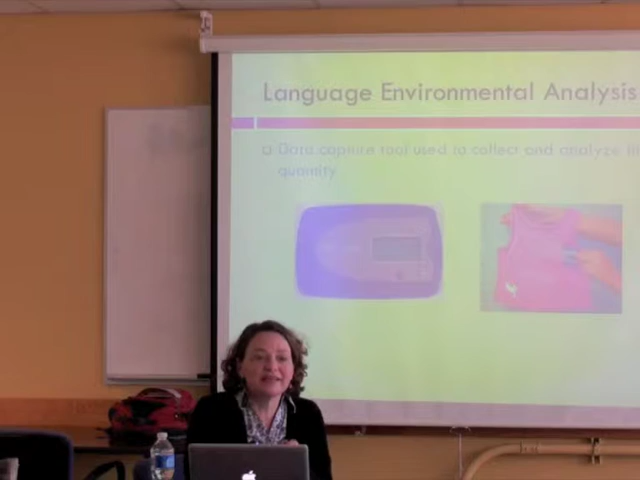 Language Environmental Analysis
Data capture tool used to collect and analyze
quantity